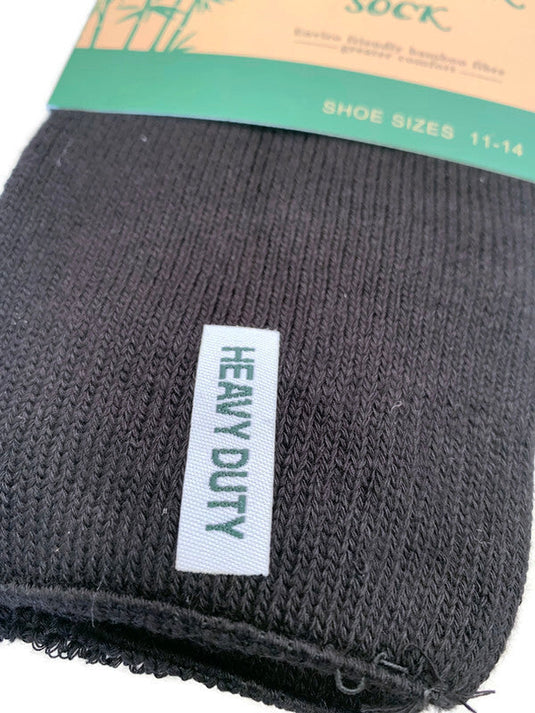 SOCK
Enviro friendly bamboo fibre
greater comfort
SHOE SIZES 11-14
HEAVY DUTY